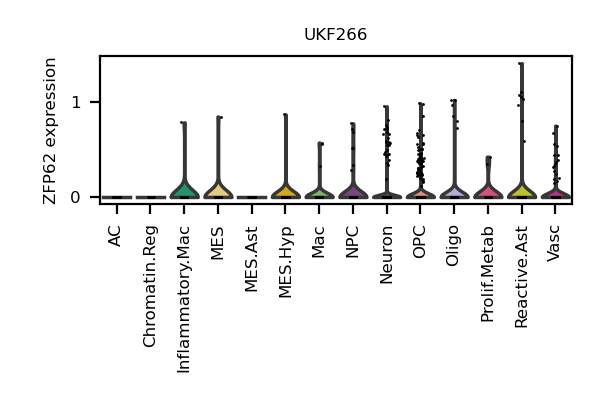 UKF266
ZFP62 expression
1
0
AC
Chromatin.Reg
Inflammatory.Mac
MES
MES.Ast
MES.Hyp
Mac
NPC
Neuron
OPC
Oligo
Prolif.Metab
Reactive.Ast
Vasc